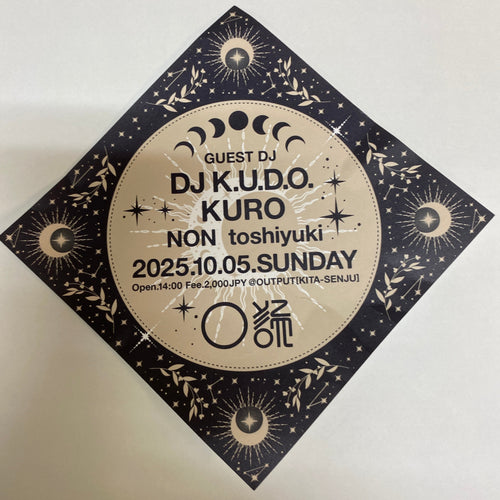 GUEST DJ
DJ K.U.D.O.
KURO
NON toshiyuki
2025.10.05.SUNDAY
Open.14:00 Fee.2,000JPY @OUTPUT[KITA-SENJU]